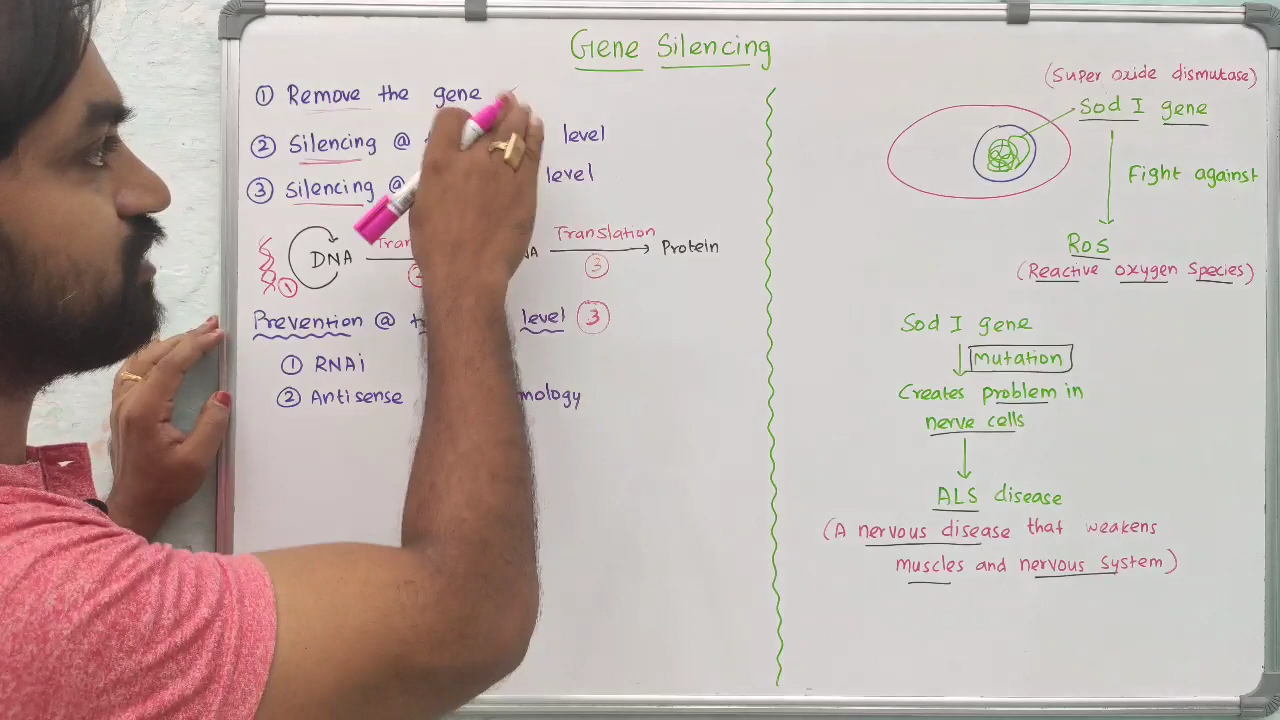 Gene Silencing
① Remove the gene
② Silencing @ level
③ Silencing @ level
DNA Translation Protein
① ③
Prevention @ level ③
① RNAi
② Antisense
(Super oxide dismutase)
Sod I gene
Fight against
Ros
(Reactive oxygen species)
Sod I gene
Mutation
Creates problem in
nerve cells
ALS disease
(A nervous disease that weakens
muscles and nervous system)